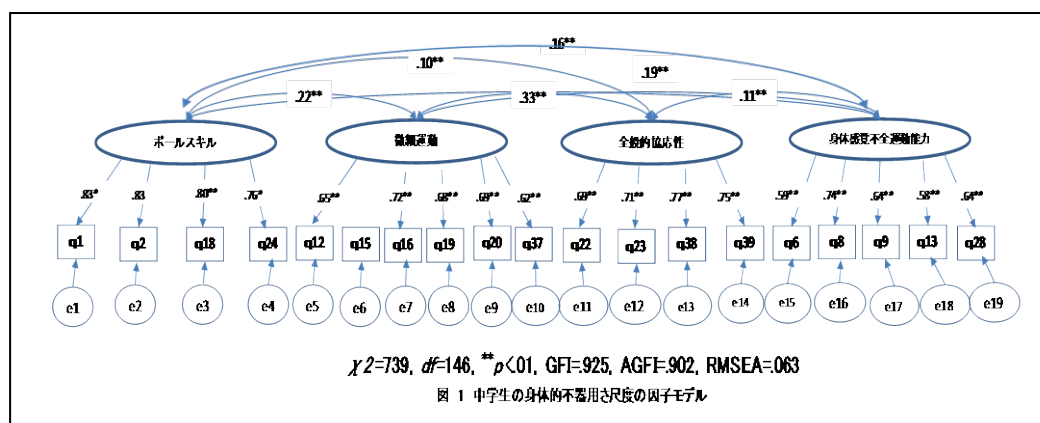 .16**
.10** .19**
.22** .33** .11**
ボールスキル 微細運動 全般的協応性 身体感覚不全運動能力
.83* .83 .80** .76* .65** .72** .68** .69** .62** .69** .71** .77** .75** .59** .74** .64** .58** .64**
q1 q2 q18 q24 q12 q15 q16 q19 q20 q37 q22 q23 q38 q39 q6 q8 q9 q13 q28
e1 e2 e3 e4 e5 e6 e7 e8 e9 e10 e11 e12 e13 e14 e15 e16 e17 e18 e19
χ2=739, df=146, **p<.01, GFI=.925, AGFI=.902, RMSEA=.063
図 1 中学生の身体的不器用さ尺度の因子モデル